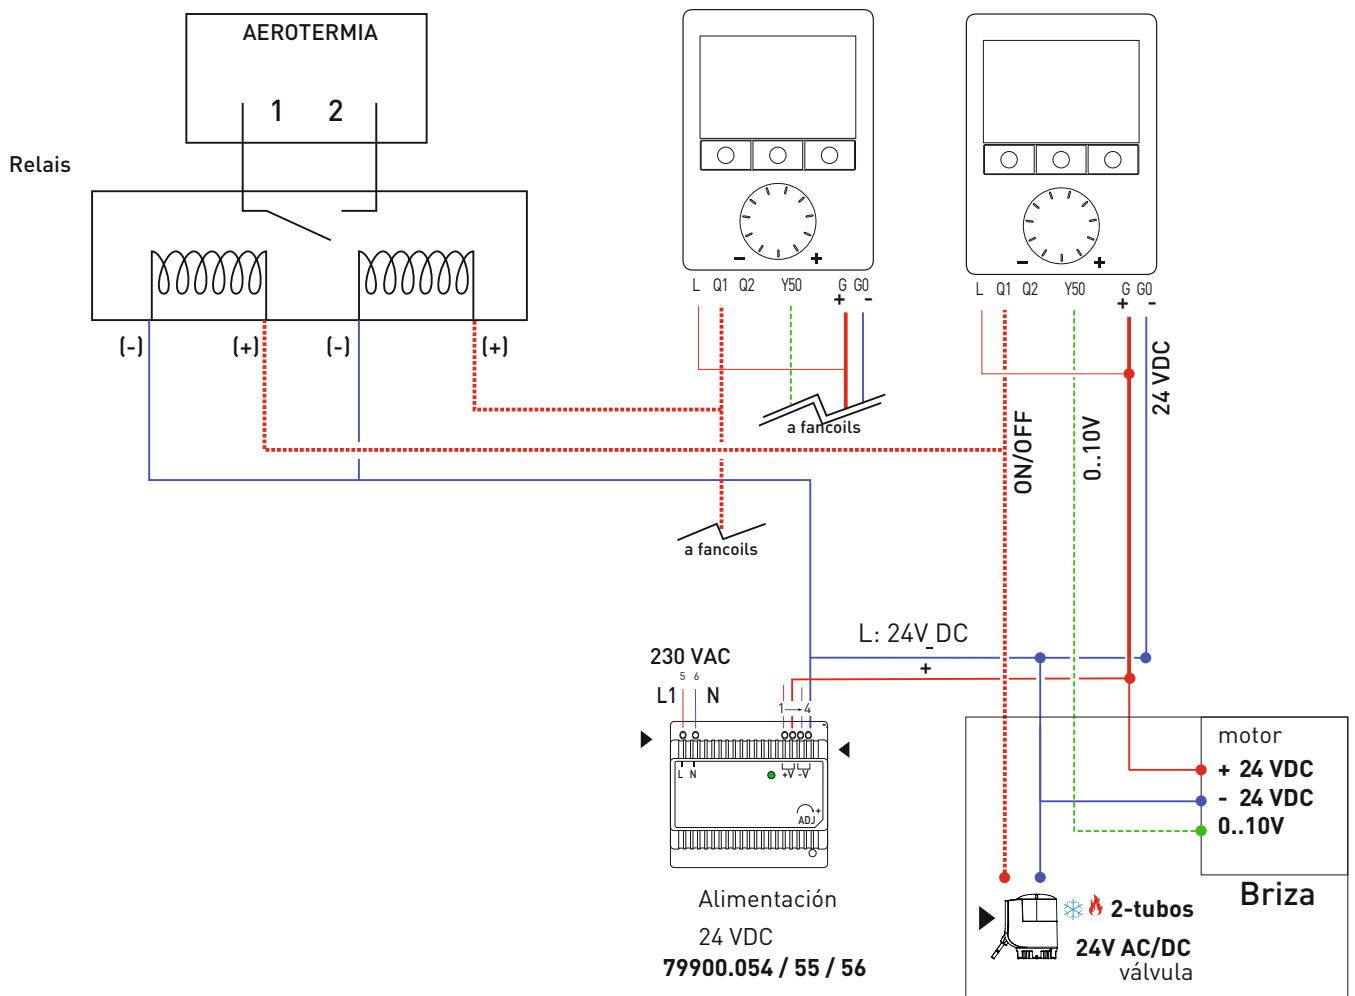 AEROTERMIA
1 2
Relais
(-) (+) (-) (+)
- +
L Q1 Q2 Y50 G G0
+ -
a fancoils
a fancoils
- +
L Q1 Q2 Y50 G G0
+ -
24 VDC
ON/OFF
0..10V
L: 24V DC
-
+
230 VAC
5 6
L1 N
1 → 4
-
L N
+V -V
+
ADJ
Alimentación
24 VDC
79900.054 / 55 / 56
motor
+ 24 VDC
- 24 VDC
0..10V
Briza
2-tubos
24V AC/DC
válvula